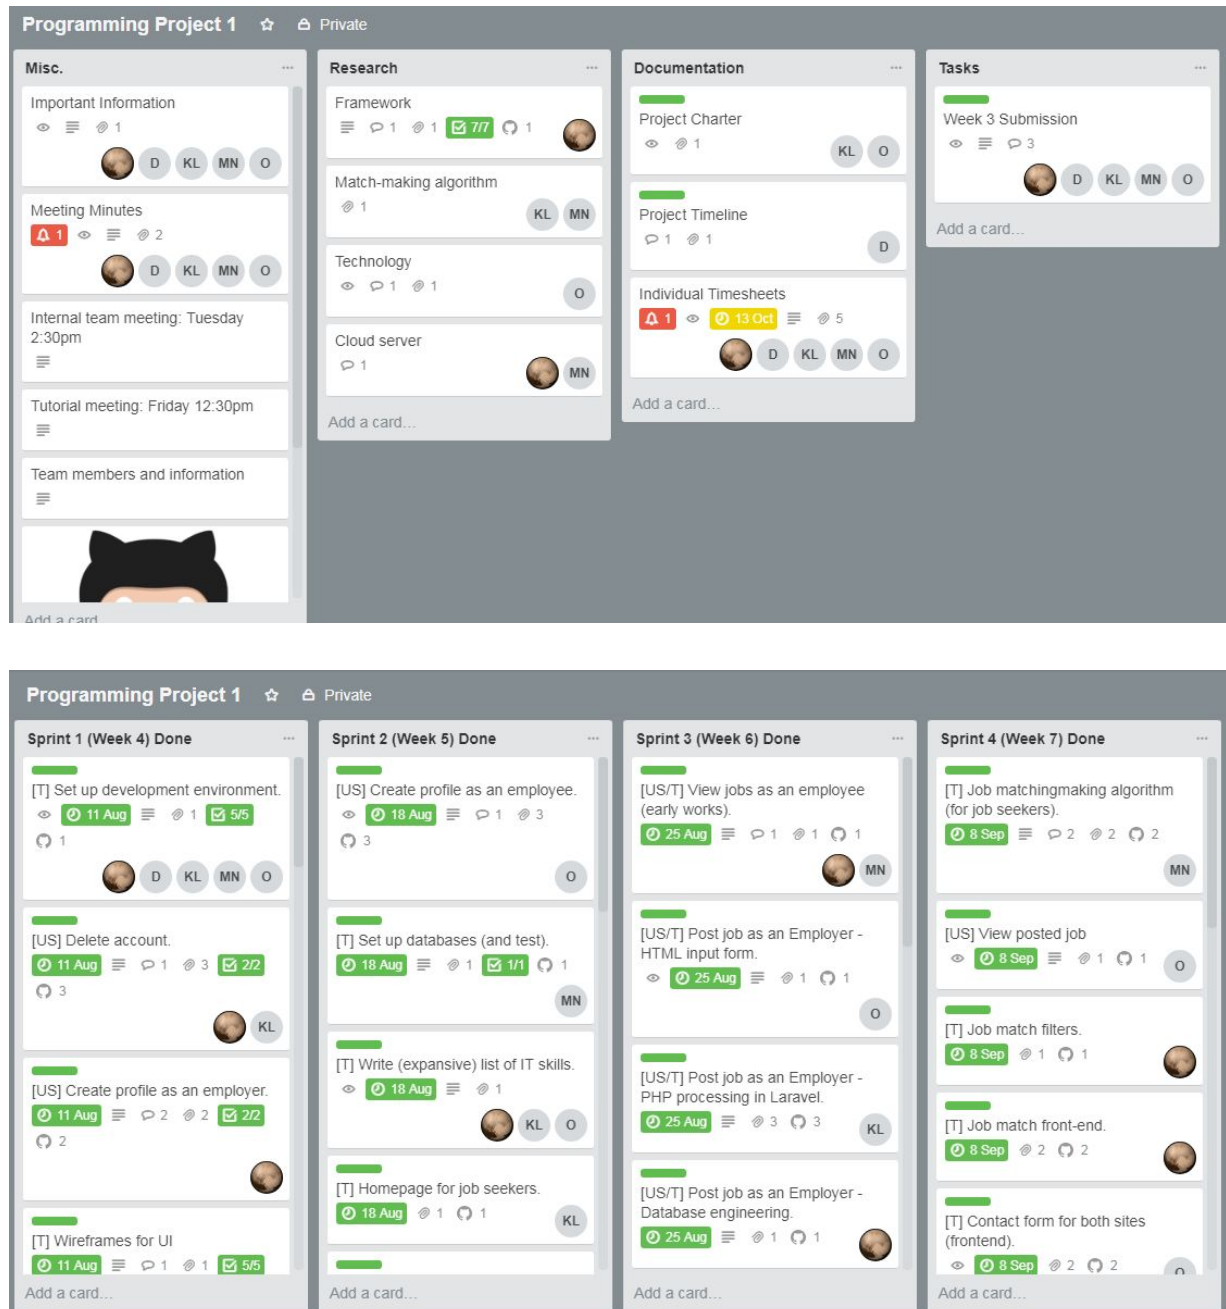 Programming Project 1 Private
Misc.
Important Information
1
D KL MN O
Meeting Minutes
1 2
D KL MN O
Internal team meeting: Tuesday
2:30pm
Tutorial meeting: Friday 12:30pm
Team members and information
Add a card
Research
Framework
1 1 7/7 1
Match-making algorithm
1
KL MN
Technology
1 1
O
Cloud server
1
MN
Add a card...
Documentation
Project Charter
1
KL O
Project Timeline
1 1
D
Individual Timesheets
1 13 Oct 5
D KL MN O
Add a card...
Tasks
Week 3 Submission
3
D KL MN O
Add a card...
Programming Project 1 Private
Sprint 1 (Week 4) Done
[T] Set up development environment.
11 Aug 1 5/5
1
D KL MN O
[US] Delete account.
11 Aug 1 3 2/2
3
KL
[US] Create profile as an employer.
11 Aug 2 2 2/2
2
[T] Wireframes for UI
11 Aug 1 1 5/5
Add a card...
Sprint 2 (Week 5) Done
[US] Create profile as an employee.
18 Aug 1 3
3
O
[T] Set up databases (and test).
18 Aug 1 1/1 1
MN
[T] Write (expansive) list of IT skills.
18 Aug 1
KL O
[T] Homepage for job seekers.
18 Aug 1 1
KL
Add a card...
Sprint 3 (Week 6) Done
[US/T] View jobs as an employee
(early works).
25 Aug 1 1 1
MN
[US/T] Post job as an Employer -
HTML input form.
25 Aug 1 1
O
[US/T] Post job as an Employer -
PHP processing in Laravel.
25 Aug 3 3
KL
[US/T] Post job as an Employer -
Database engineering.
25 Aug 1 1
Add a card...
Sprint 4 (Week 7) Done
[T] Job matchingmaking algorithm
(for job seekers).
8 Sep 2 2 2
MN
[US] View posted job
8 Sep 1 1
O
[T] Job match filters.
8 Sep 1 1
[T] Job match front-end.
8 Sep 2 2
[T] Contact form for both sites
(frontend).
8 Sep 2 2
O
Add a card...